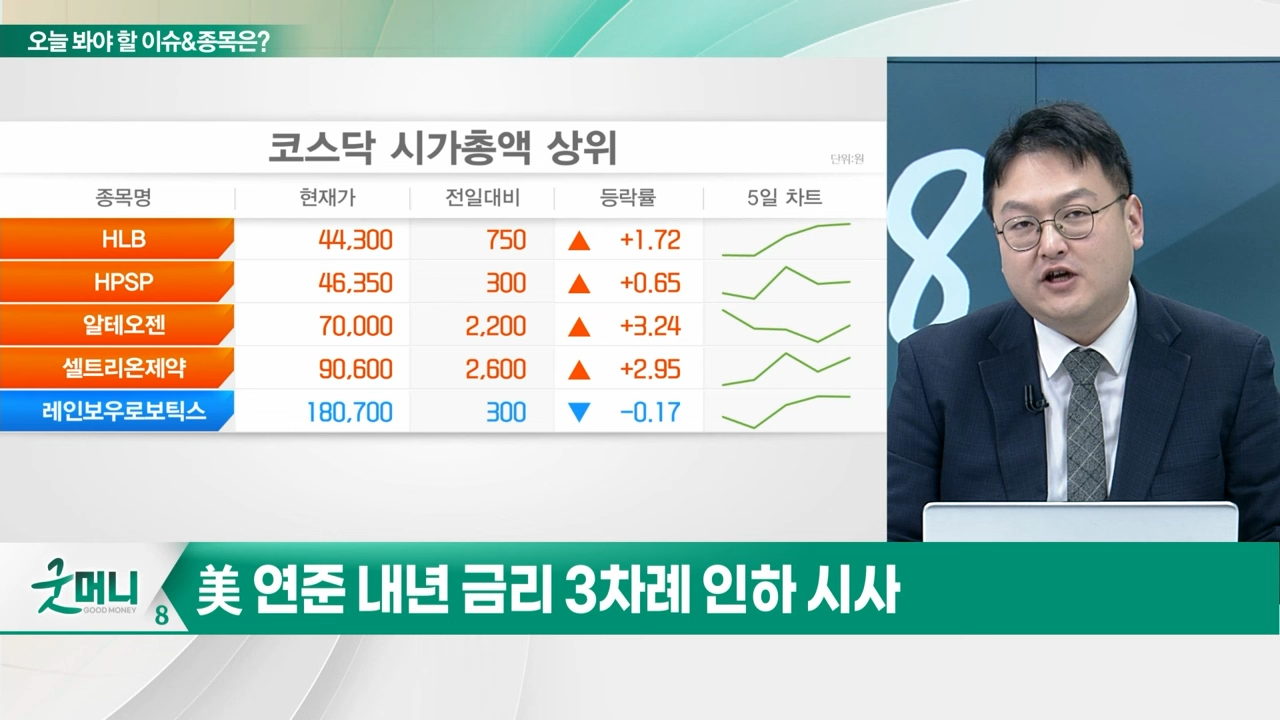 오늘 봐야 할 이슈&종목은?
코스닥 시가총액 상위
단위:원
종목명 현재가 전일대비 등락률 5일 차트
HLB 44,300 750 ▲ +1.72
HPSP 46,350 300 ▲ +0.65
알테오젠 70,000 2,200 ▲ +3.24
셀트리온제약 90,600 2,600 ▲ +2.95
레인보우로보틱스 180,700 300 ▼ -0.17
8
굿머니
GOOD MONEY
8
美 연준 내년 금리 3차례 인하 시사